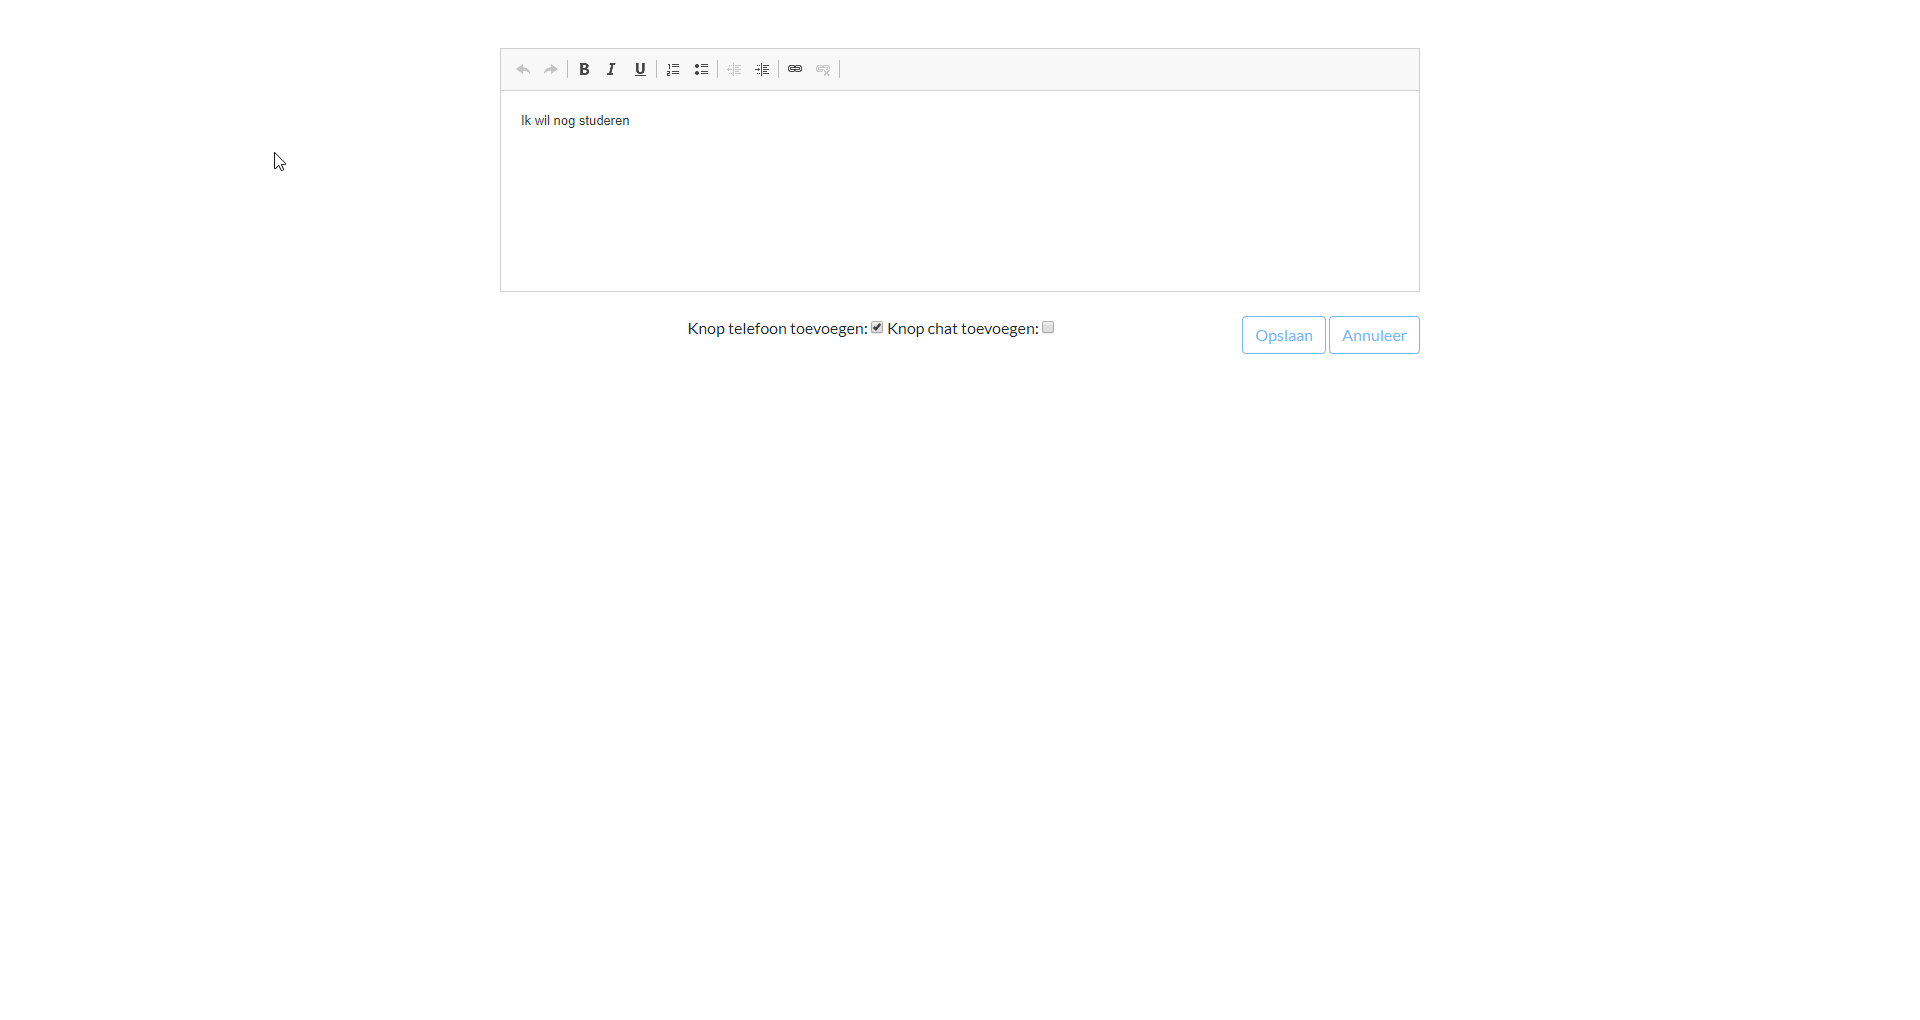 Ik wil nog studeren
Knop telefoon toevoegen: Knop chat toevoegen:
Opslaan Annuleer